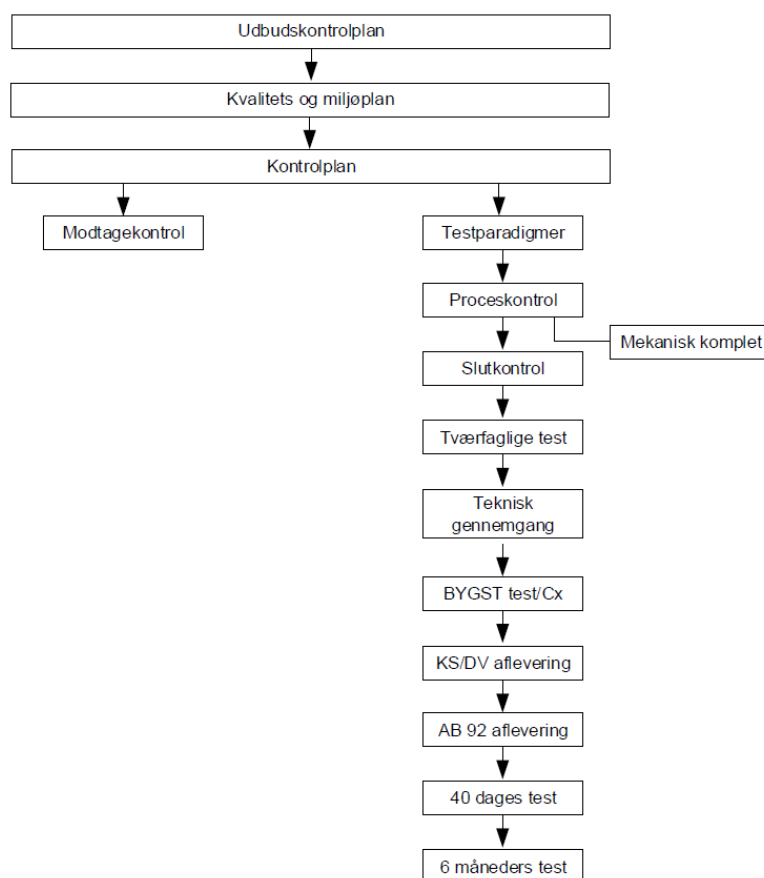 Udbudskontrolplan
Kvalitets og miljøplan
Kontrolplan
Modtagekontrol
Testparadigmer
Proceskontrol
Mekanisk komplet
Slutkontrol
Tværfaglige test
Teknisk
gennemgang
BYGST test/Cx
KS/DV aflevering
AB 92 aflevering
40 dages test
6 måneders test